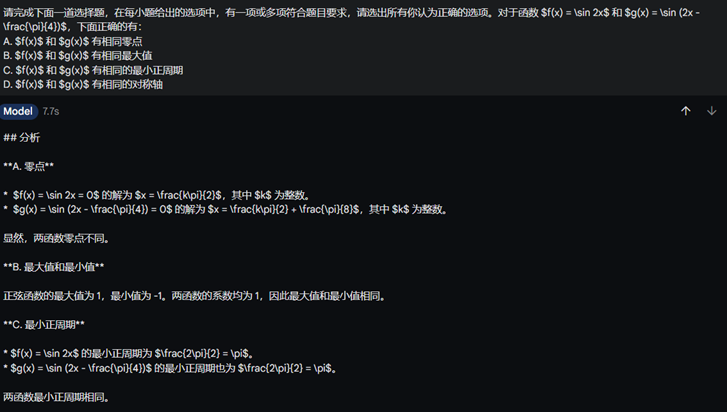 请完成下面一道选择题，在每小题给出的选项中，有一项或多项符合题目要求，请选出所有你认为正确的选项。对于函数 $f(x) = \sin 2x$ 和 $g(x) = \sin (2x -
\frac{\pi}{4})$，下面正确的有：
A. $f(x)$ 和 $g(x)$ 有相同零点
B. $f(x)$ 和 $g(x)$ 有相同最大值
C. $f(x)$ 和 $g(x)$ 有相同的最小正周期
D. $f(x)$ 和 $g(x)$ 有相同的对称轴
Model 7.7s
## 分析
**A. 零点**
* $f(x) = \sin 2x = 0$ 的解为 $x = \frac{k\pi}{2}$，其中 $k$ 为整数。
* $g(x) = \sin (2x - \frac{\pi}{4}) = 0$ 的解为 $x = \frac{k\pi}{2} + \frac{\pi}{8}$，其中 $k$ 为整数。
显然，两函数零点不同。
**B. 最大值和最小值**
正弦函数的最大值为 1，最小值为 -1。两函数的系数均为 1，因此最大值和最小值相同。
**C. 最小正周期**
* $f(x) = \sin 2x$ 的最小正周期为 $\frac{2\pi}{2} = \pi$。
* $g(x) = \sin (2x - \frac{\pi}{4})$ 的最小正周期也为 $\frac{2\pi}{2} = \pi$。
两函数最小正周期相同。